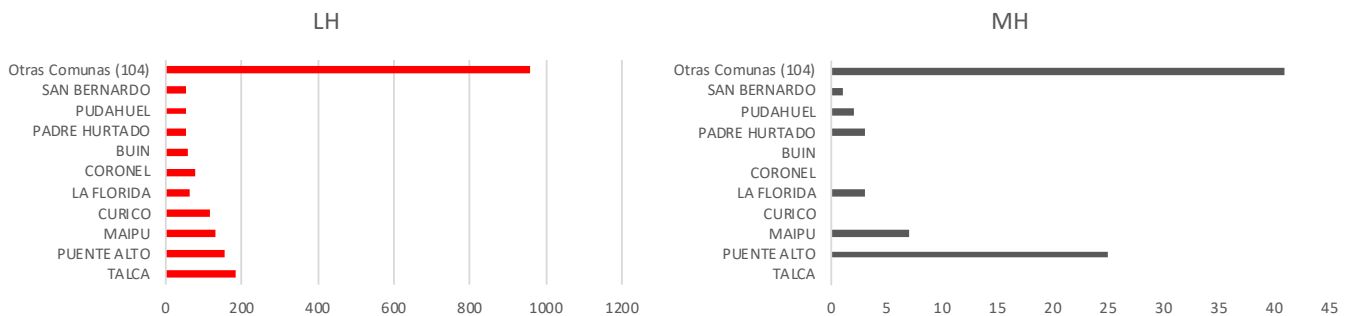 LH
Otras Comunas (104)
SAN BERNARDO
PUDAHUEL
PADRE HURTADO
BUIN
CORONEL
LA FLORIDA
CURICO
MAIPU
PUENTE ALTO
TALCA
0 200 400 600 800 1000 1200
MH
Otras Comunas (104)
SAN BERNARDO
PUDAHUEL
PADRE HURTADO
BUIN
CORONEL
LA FLORIDA
CURICO
MAIPU
PUENTE ALTO
TALCA
0 5 10 15 20 25 30 35 40 45